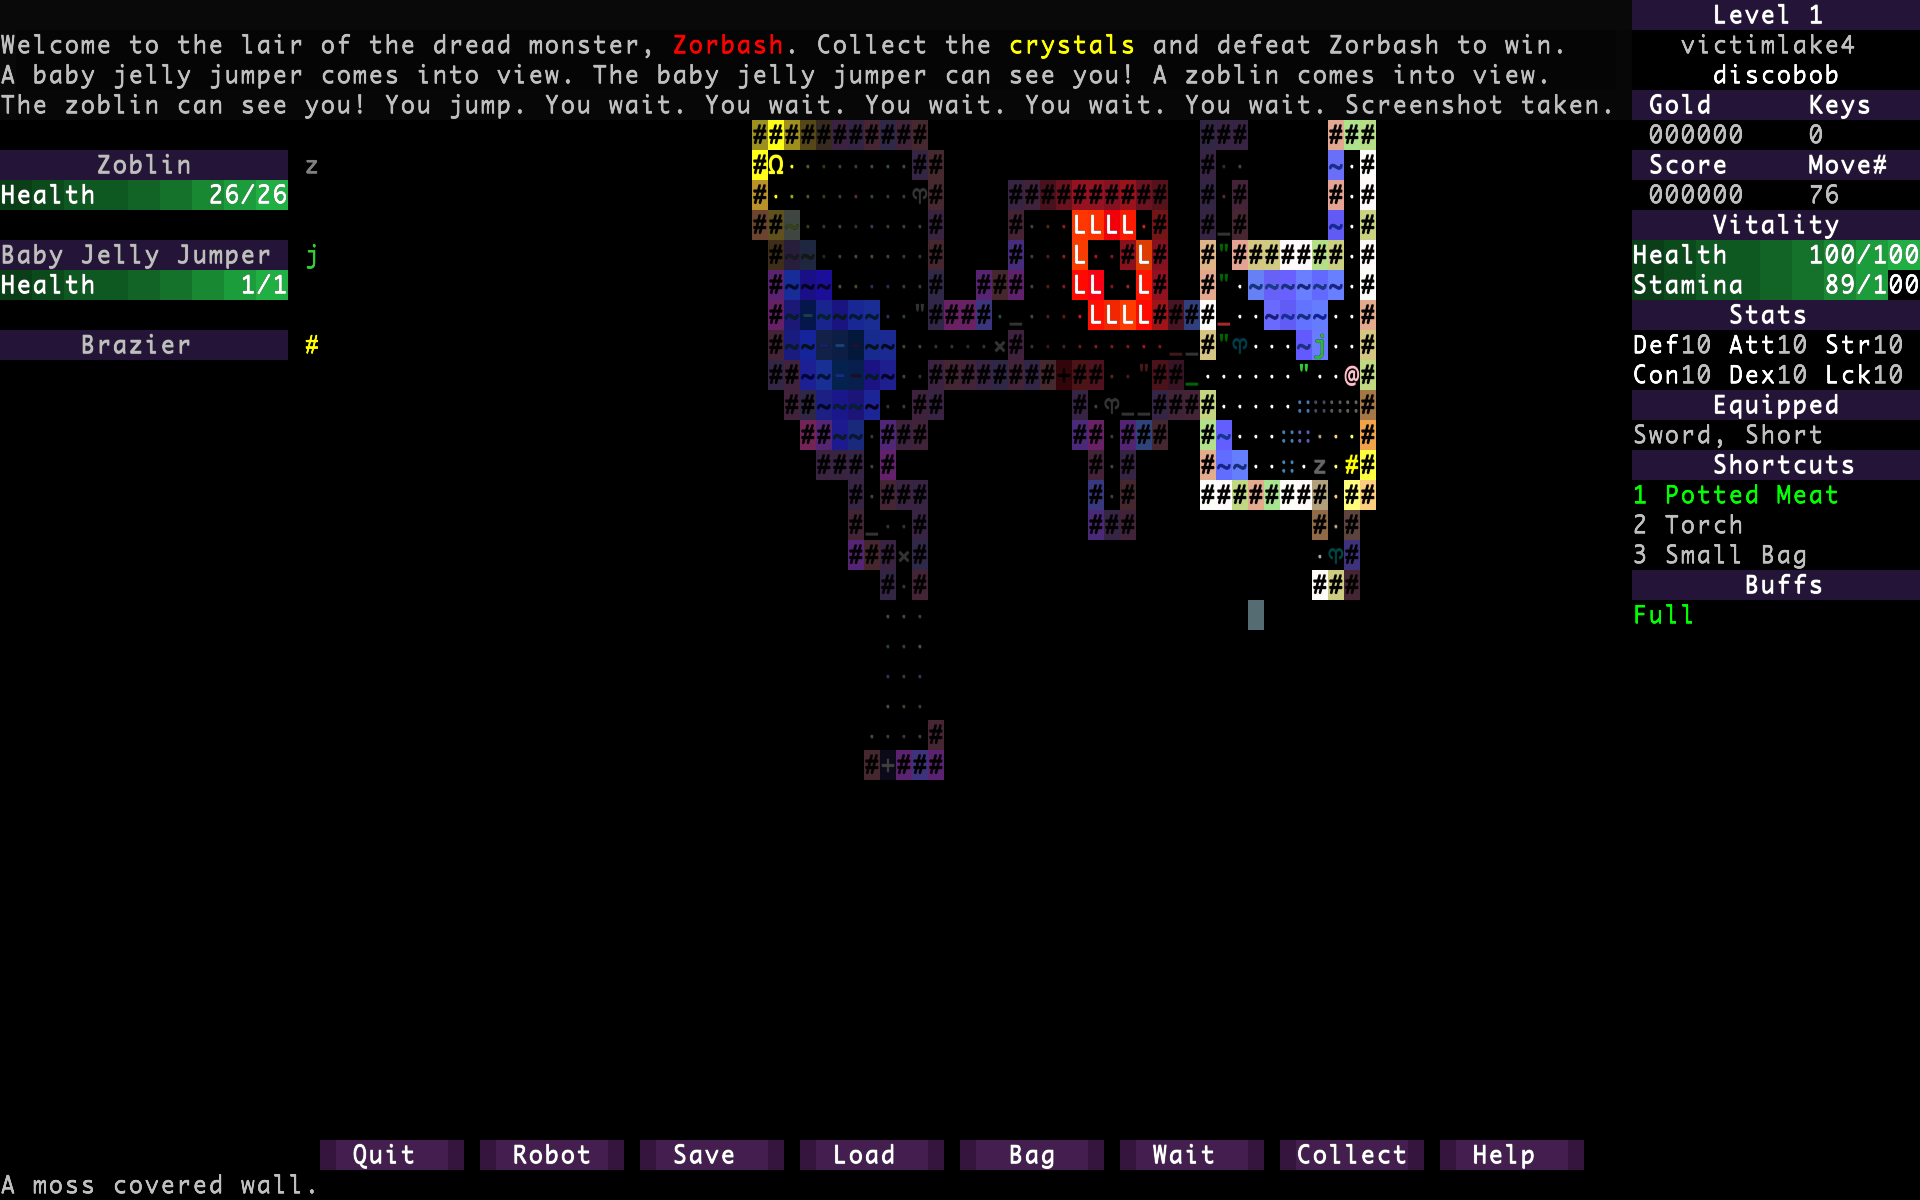 Level 1
Welcome to the lair of the dread monster, Zorbash. Collect the crystals and defeat Zorbash to win.
victimlake4
A baby jelly jumper comes into view. The baby jelly jumper can see you! A zoblin comes into view.
discobob
The zoblin can see you! You jump. You wait. You wait. You wait. You wait. You wait. Screenshot taken.
Gold Keys
000000 0
Zoblin z
Score Move#
Health 26/26
000000 76
Vitality
Baby Jelly Jumper j
Health 100/100
Health 1/1
Stamina 89/100
Stats
Brazier #
Def10 Att10 Str10
Con10 Dex10 Lck10
Equipped
Sword, Short
Shortcuts
1 Potted Meat
2 Torch
3 Small Bag
Buffs
Full
Quit Robot Save Load Bag Wait Collect Help
A moss covered wall.